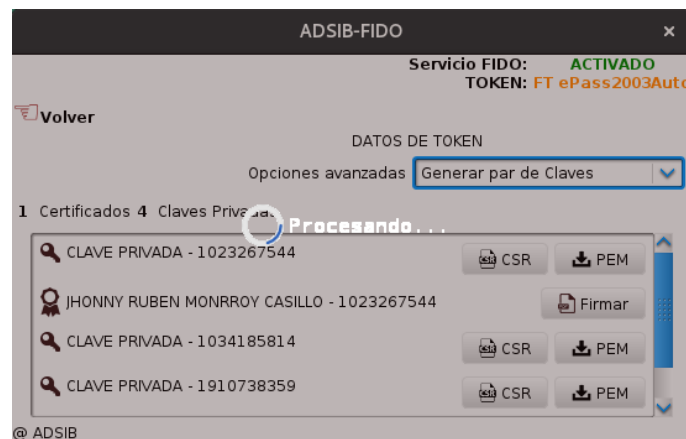 ADSIB-FIDO ×
Servicio FIDO: ACTIVADO
TOKEN: FT ePass2003Auto
Volver
DATOS DE TOKEN
Opciones avanzadas Generar par de Claves
1 Certificados 4 Claves Privadas
Procesando...
CLAVE PRIVADA - 1023267544 CSR PEM
JHONNY RUBEN MONRROY CASILLO - 1023267544 Firmar
CLAVE PRIVADA - 1034185814 CSR PEM
CLAVE PRIVADA - 1910738359 CSR PEM
@ ADSIB